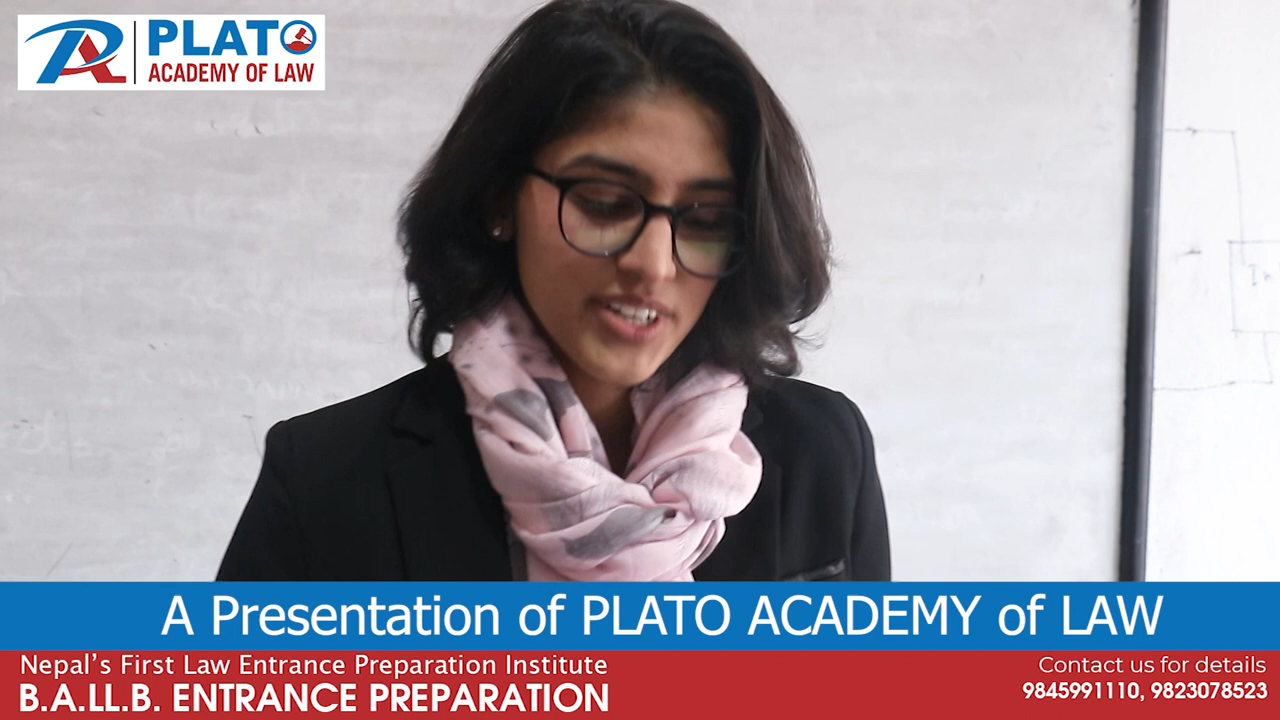 PLATO
ACADEMY OF LAW
A Presentation of PLATO ACADEMY of LAW
Nepal's First Law Entrance Preparation Institute
B.A.LL.B. ENTRANCE PREPARATION
Contact us for details
9845991110, 9823078523